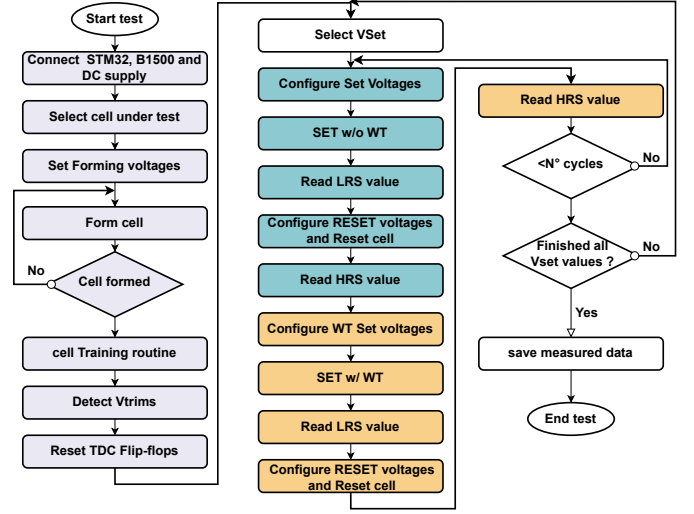 Start test
Connect STM32, B1500 and
DC supply
Select cell under test
Set Forming voltages
Form cell
No
Cell formed
cell Training routine
Detect Vtrims
Reset TDC Flip-flops
Select VSet
Configure Set Voltages
SET w/o WT
Read LRS value
Configure RESET voltages
and Reset cell
Read HRS value
Configure WT Set voltages
SET w/ WT
Read LRS value
Configure RESET voltages
and Reset cell
Read HRS value
<N° cycles
No
Finished all
Vset values ?
No
Yes
save measured data
End test